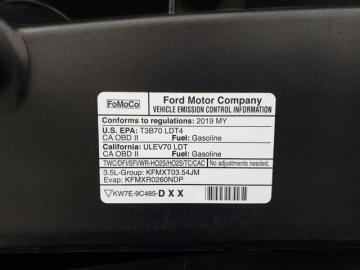 FoMoCo
Ford Motor Company
VEHICLE EMISSION CONTROL INFORMATION
Conforms to regulations: 2019 MY
U.S. EPA: T3B70 LDT4
CA OBD II Fuel: Gasoline
California: ULEV70 LDT
CA OBD II Fuel: Gasoline
TWC/DFI/SFI/WR-HO2S/HO2S/TC/CAC No adjustments needed.
3.5L-Group: KFMXT03.54JM
Evap: KFMXR0260NDP
▽KW7E-9C485-DXX